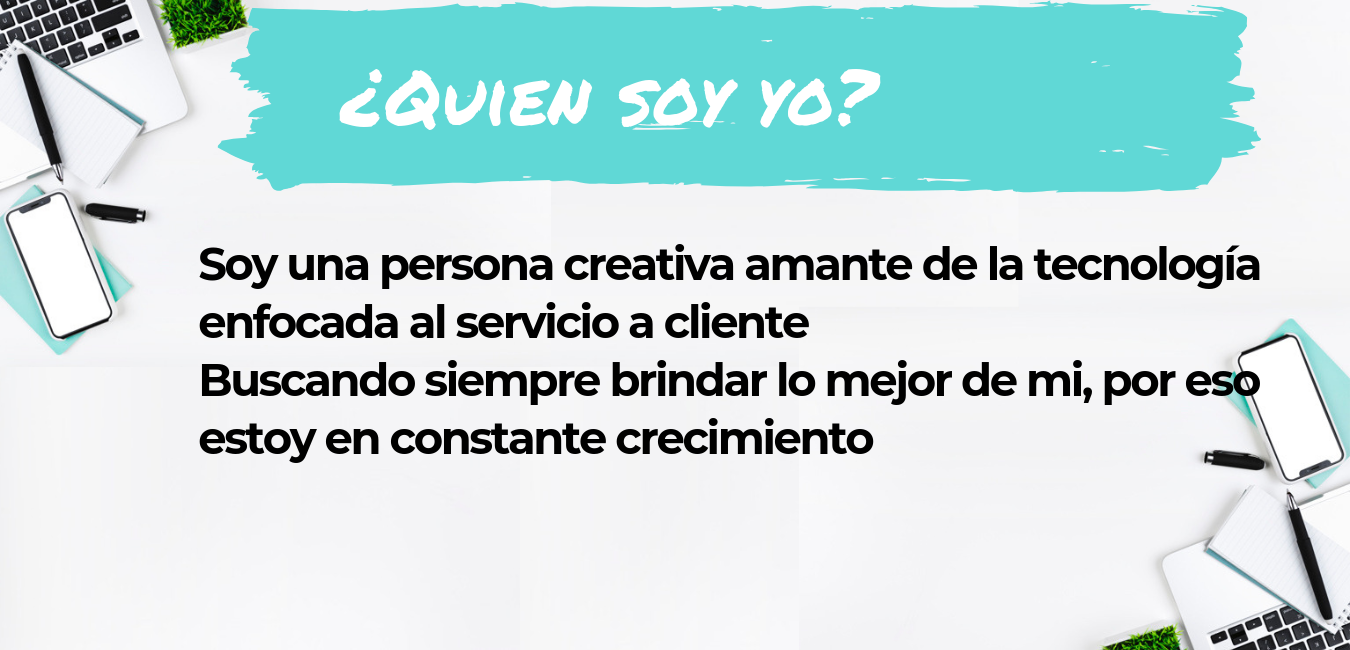 ¿Quien soy yo?
Soy una persona creativa amante de la tecnología
enfocada al servicio a cliente
Buscando siempre brindar lo mejor de mi, por eso
estoy en constante crecimiento